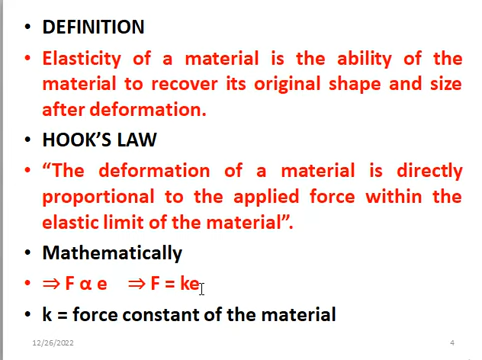 • DEFINITION
• Elasticity of a material is the ability of the
material to recover its original shape and size
after deformation.
• HOOK’S LAW
• “The deformation of a material is directly
proportional to the applied force within the
elastic limit of the material”.
• Mathematically
• ⇒ F α e ⇒ F = ke
• k = force constant of the material
12/26/2022 4